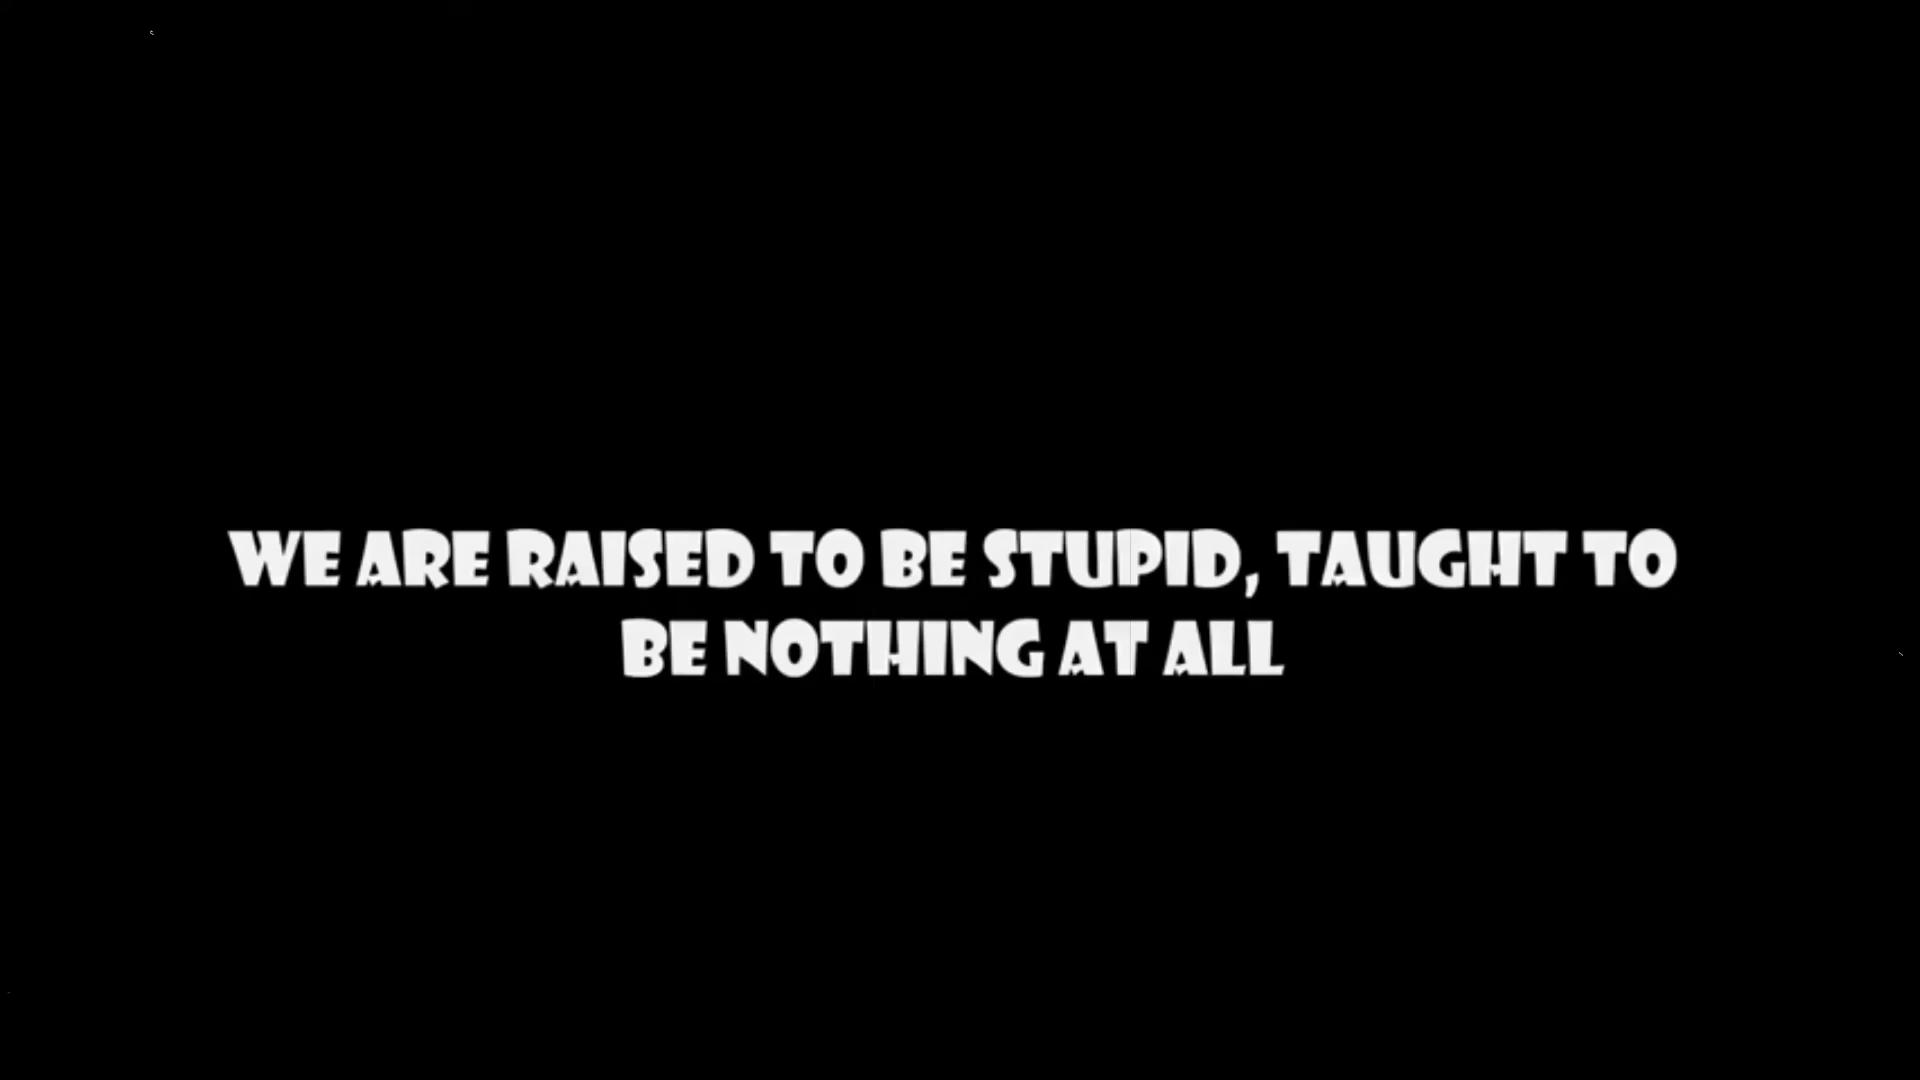 WE ARE RAISED TO BE STUPID, TAUGHT TO
BE NOTHING AT ALL